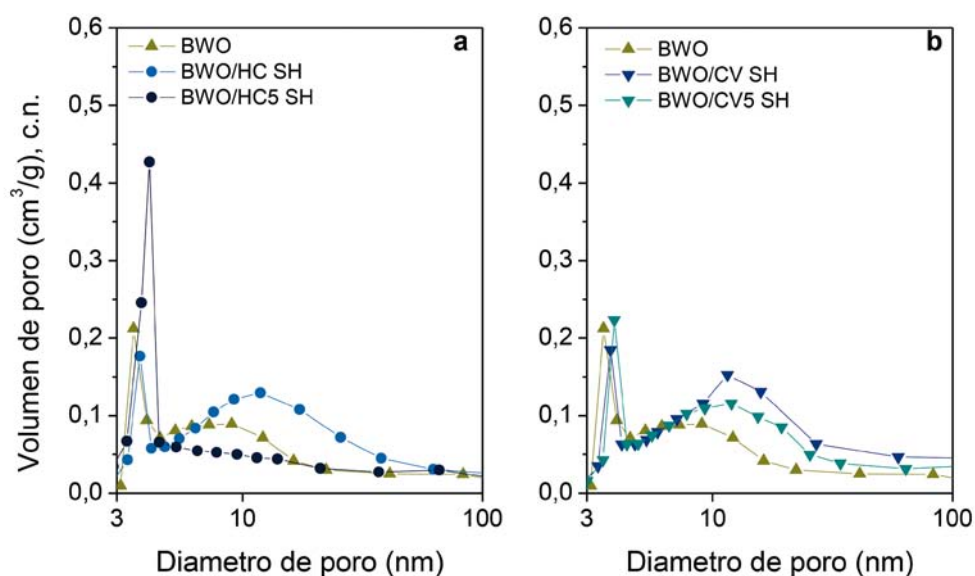 Volumen de poro (cm³/g), c.n.
0,6
0,5
0,4
0,3
0,2
0,1
0,0
3
10
100
Diametro de poro (nm)
BWO
BWO/HC SH
BWO/HC5 SH
a
0,6
0,5
0,4
0,3
0,2
0,1
0,0
3
10
100
Diametro de poro (nm)
BWO
BWO/CV SH
BWO/CV5 SH
b